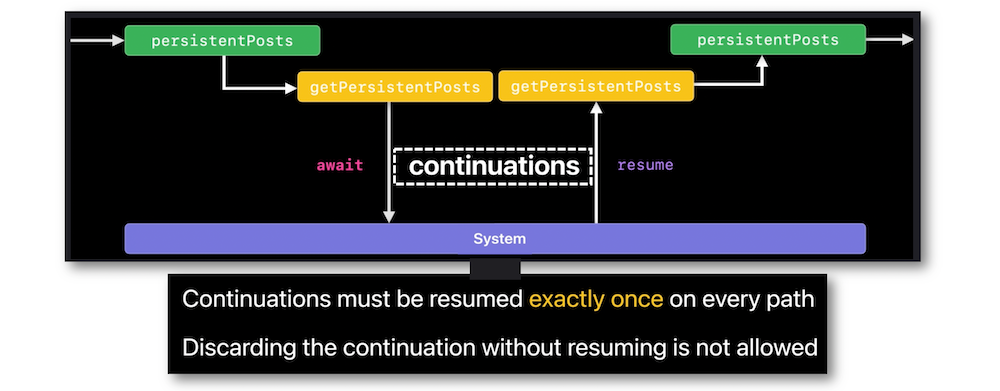 persistentPosts
persistentPosts
getPersistentPosts
getPersistentPosts
await
continuations
resume
System
Continuations must be resumed exactly once on every path
Discarding the continuation without resuming is not allowed